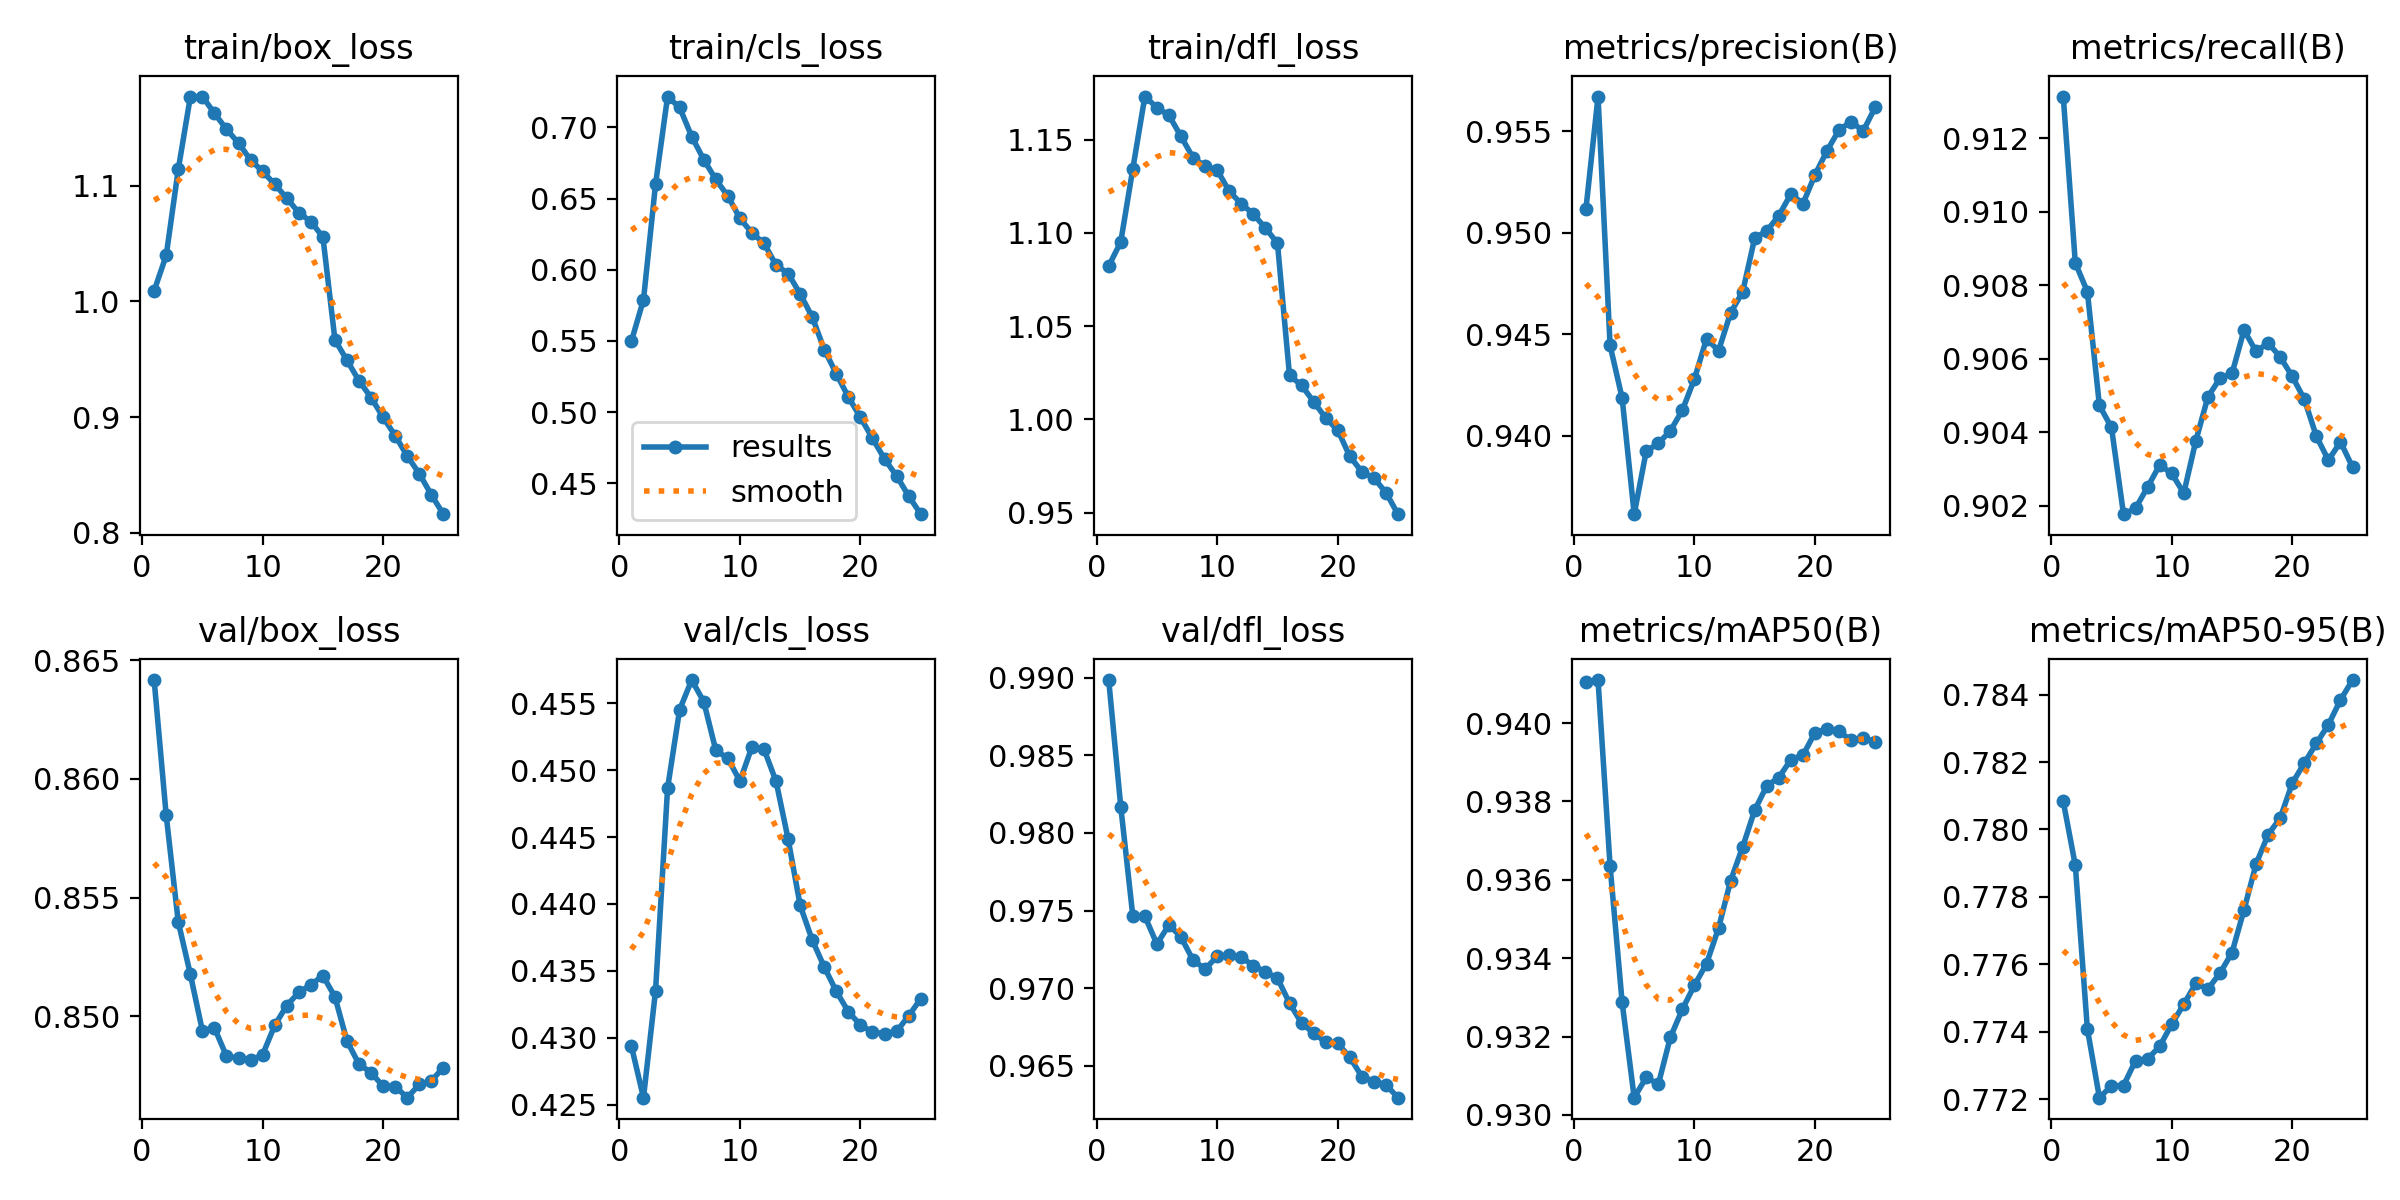 train/box_loss
1.1
1.0
0.9
0.8
0 10 20
train/cls_loss
0.70
0.65
0.60
0.55
0.50
0.45
results
smooth
0 10 20
train/dfl_loss
1.15
1.10
1.05
1.00
0.95
0 10 20
metrics/precision(B)
0.955
0.950
0.945
0.940
0 10 20
metrics/recall(B)
0.912
0.910
0.908
0.906
0.904
0.902
0 10 20
val/box_loss
0.865
0.860
0.855
0.850
0 10 20
val/cls_loss
0.455
0.450
0.445
0.440
0.435
0.430
0.425
0 10 20
val/dfl_loss
0.990
0.985
0.980
0.975
0.970
0.965
0 10 20
metrics/mAP50(B)
0.940
0.938
0.936
0.934
0.932
0.930
0 10 20
metrics/mAP50-95(B)
0.784
0.782
0.780
0.778
0.776
0.774
0.772
0 10 20